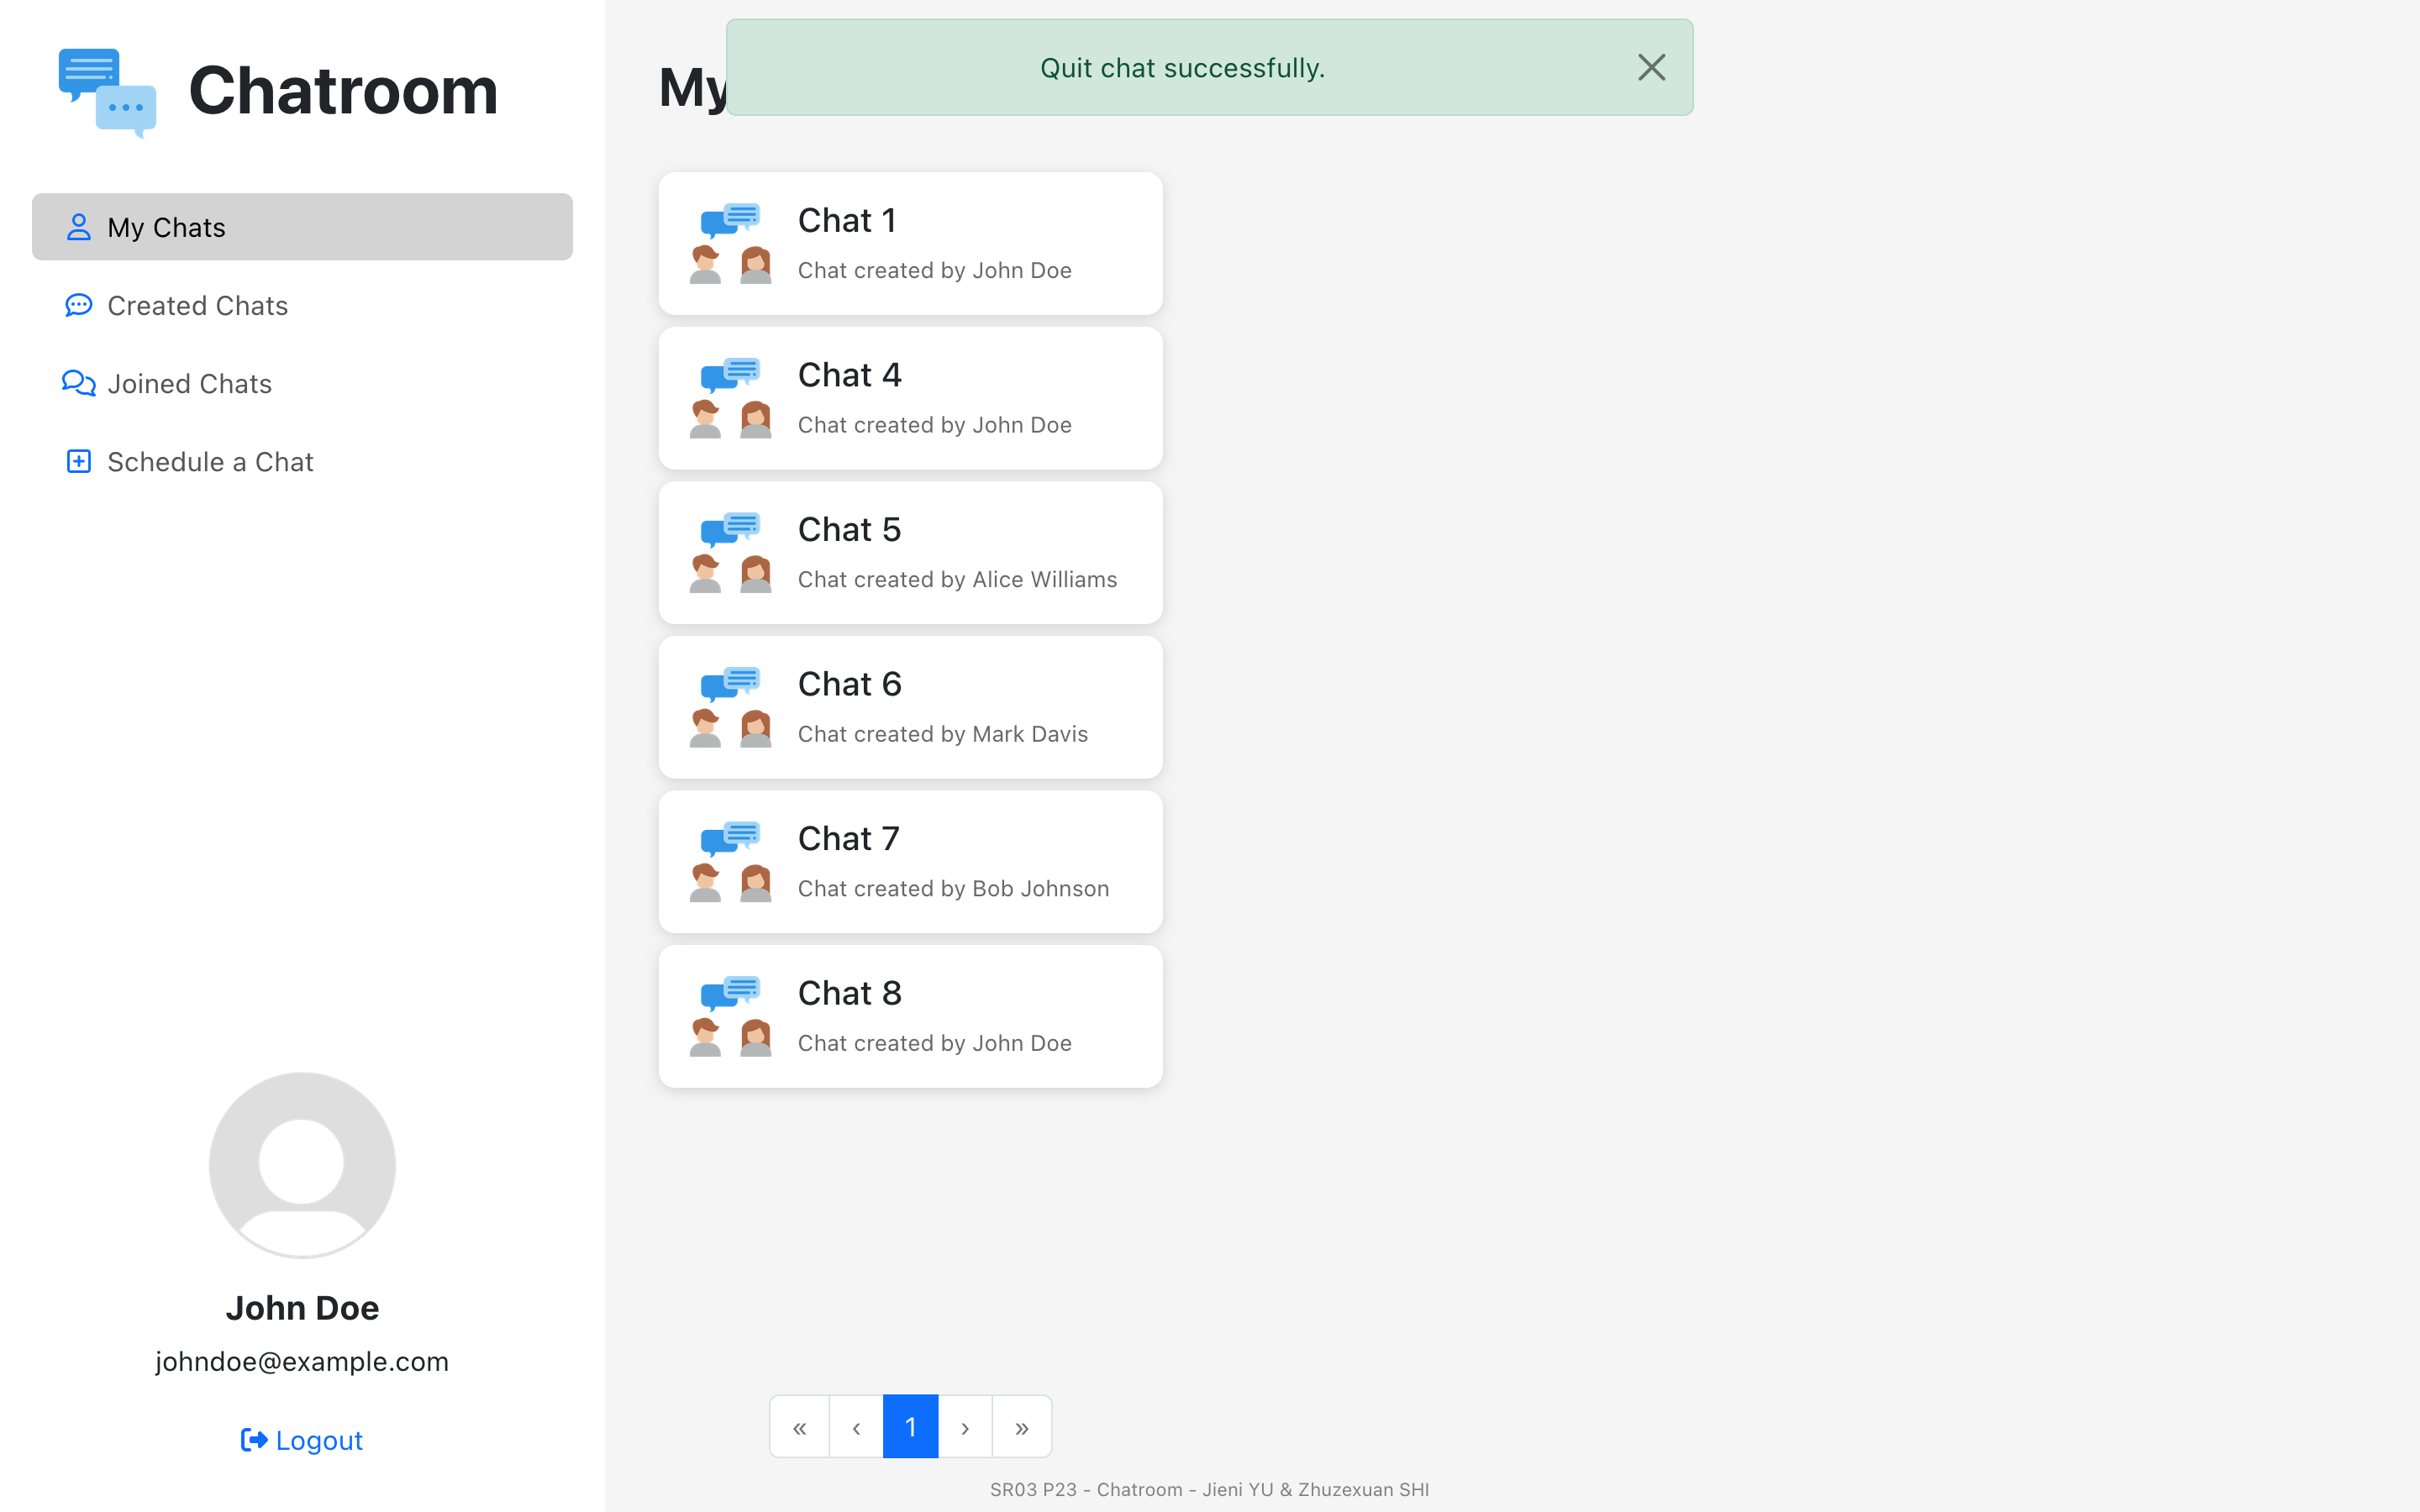 Chatroom
My Chats
Created Chats
Joined Chats
Schedule a Chat
John Doe
johndoe@example.com
Logout
My
Quit chat successfully.
Chat 1
Chat created by John Doe
Chat 4
Chat created by John Doe
Chat 5
Chat created by Alice Williams
Chat 6
Chat created by Mark Davis
Chat 7
Chat created by Bob Johnson
Chat 8
Chat created by John Doe
« ‹ 1 › »
SR03 P23 - Chatroom - Jieni YU & Zhuzexuan SHI